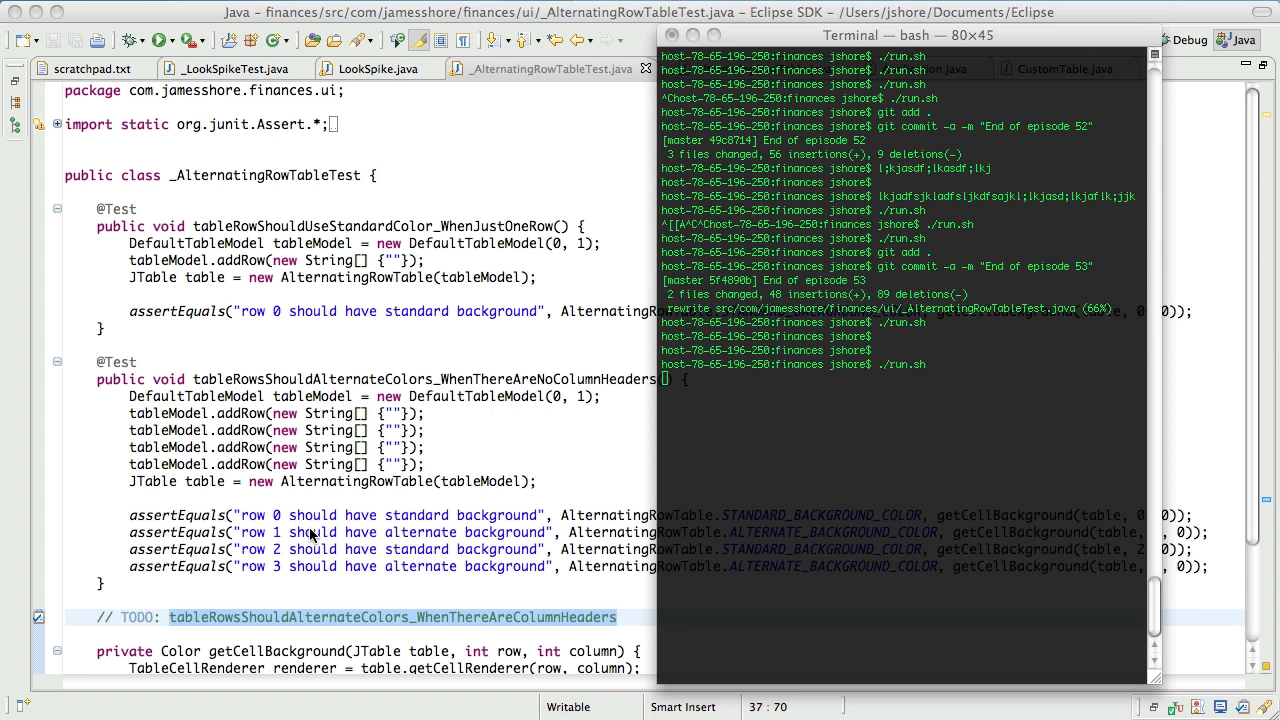 Java – finances/src/com/jamesshore/finances/ui/_AlternatingRowTableTest.java – Eclipse SDK – /Users/jshore/Documents/Eclipse
Debug
Java
scratchpad.txt
_LookSpikeTest.java
LookSpike.java
_AlternatingRowTableTest.java
CustomTable.java
package com.jamesshore.finances.ui;
import static org.junit.Assert.*;
public class _AlternatingRowTableTest {
@Test
public void tableRowShouldUseStandardColor_WhenJustOneRow() {
DefaultTableModel tableModel = new DefaultTableModel(0, 1);
tableModel.addRow(new String[] {""});
JTable table = new AlternatingRowTable(tableModel);
assertEquals("row 0 should have standard background", AlternatingRo
}
@Test
public void tableRowsShouldAlternateColors_WhenThereAreNoColumnHeaders() {
DefaultTableModel tableModel = new DefaultTableModel(0, 1);
tableModel.addRow(new String[] {""});
tableModel.addRow(new String[] {""});
tableModel.addRow(new String[] {""});
tableModel.addRow(new String[] {""});
JTable table = new AlternatingRowTable(tableModel);
assertEquals("row 0 should have standard background", AlternatingRowTable.STANDARD_BACKGROUND_COLOR, getCellBackground(table, 0, 0));
assertEquals("row 1 should have alternate background", AlternatingRowTable.ALTERNATE_BACKGROUND_COLOR, getCellBackground(table, 1, 0));
assertEquals("row 2 should have standard background", AlternatingRowTable.STANDARD_BACKGROUND_COLOR, getCellBackground(table, 2, 0));
assertEquals("row 3 should have alternate background", AlternatingRowTable.ALTERNATE_BACKGROUND_COLOR, getCellBackground(table, 3, 0));
}
// TODO: tableRowsShouldAlternateColors_WhenThereAreColumnHeaders
private Color getCellBackground(JTable table, int row, int column) {
TableCellRenderer renderer = table.getCellRenderer(row, column);
Terminal — bash — 80×45
host-78-65-196-250:finances jshore$ ./run.sh
host-78-65-196-250:finances jshore$ ./run.sh
host-78-65-196-250:finances jshore$ ./run.sh
^Chost-78-65-196-250:finances jshore$ ./run.sh
host-78-65-196-250:finances jshore$ git add .
host-78-65-196-250:finances jshore$ git commit -a -m "End of episode 52"
[master 49c8714] End of episode 52
3 files changed, 56 insertions(+), 9 deletions(-)
host-78-65-196-250:finances jshore$ l;kjasdf;lkasdf;lkj
host-78-65-196-250:finances jshore$
host-78-65-196-250:finances jshore$ lkjadfsjkladfsljkdfsajkl;lkjasd;lkjaflk;jjk
host-78-65-196-250:finances jshore$ ./run.sh
^[[A^C^Chost-78-65-196-250:finances jshore$ ./run.sh
host-78-65-196-250:finances jshore$ ./run.sh
host-78-65-196-250:finances jshore$ git add .
host-78-65-196-250:finances jshore$ git commit -a -m "End of episode 53"
[master 5f4890b] End of episode 53
2 files changed, 48 insertions(+), 89 deletions(-)
rewrite src/com/jamesshore/finances/ui/_AlternatingRowTableTest.java (66%)
host-78-65-196-250:finances jshore$ ./run.sh
host-78-65-196-250:finances jshore$
host-78-65-196-250:finances jshore$
host-78-65-196-250:finances jshore$ ./run.sh
Writable
Smart Insert
37 : 70